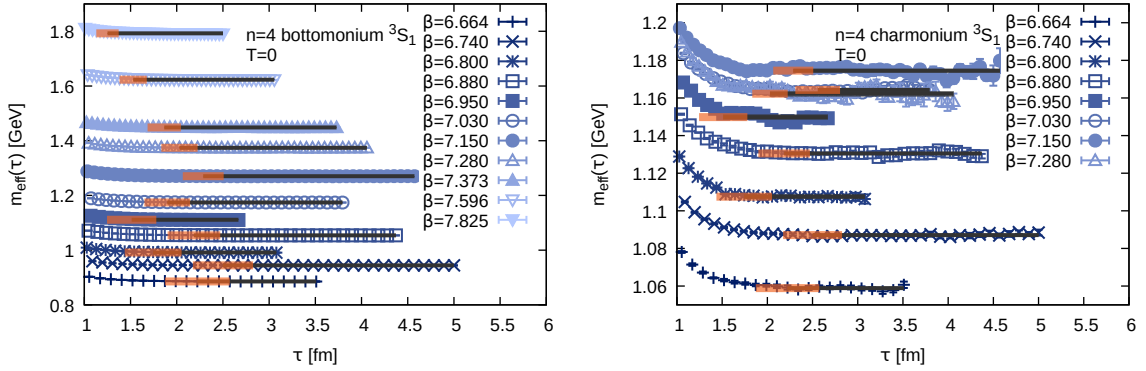 n=4 bottomonium ³S₁
T=0
β=6.664
β=6.740
β=6.800
β=6.880
β=6.950
β=7.030
β=7.150
β=7.280
β=7.373
β=7.596
β=7.825
m_eff(τ) [GeV]
1.8
1.6
1.4
1.2
1
0.8
1 1.5 2 2.5 3 3.5 4 4.5 5 5.5 6
τ [fm]
n=4 charmonium ³S₁
T=0
β=6.664
β=6.740
β=6.800
β=6.880
β=6.950
β=7.030
β=7.150
β=7.280
m_eff(τ) [GeV]
1.2
1.18
1.16
1.14
1.12
1.1
1.08
1.06
1 1.5 2 2.5 3 3.5 4 4.5 5 5.5 6
τ [fm]